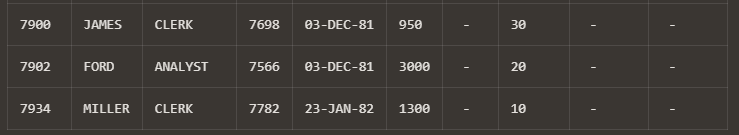 7900 JAMES CLERK 7698 03-DEC-81 950 - 30 - -
7902 FORD ANALYST 7566 03-DEC-81 3000 - 20 - -
7934 MILLER CLERK 7782 23-JAN-82 1300 - 10 - -